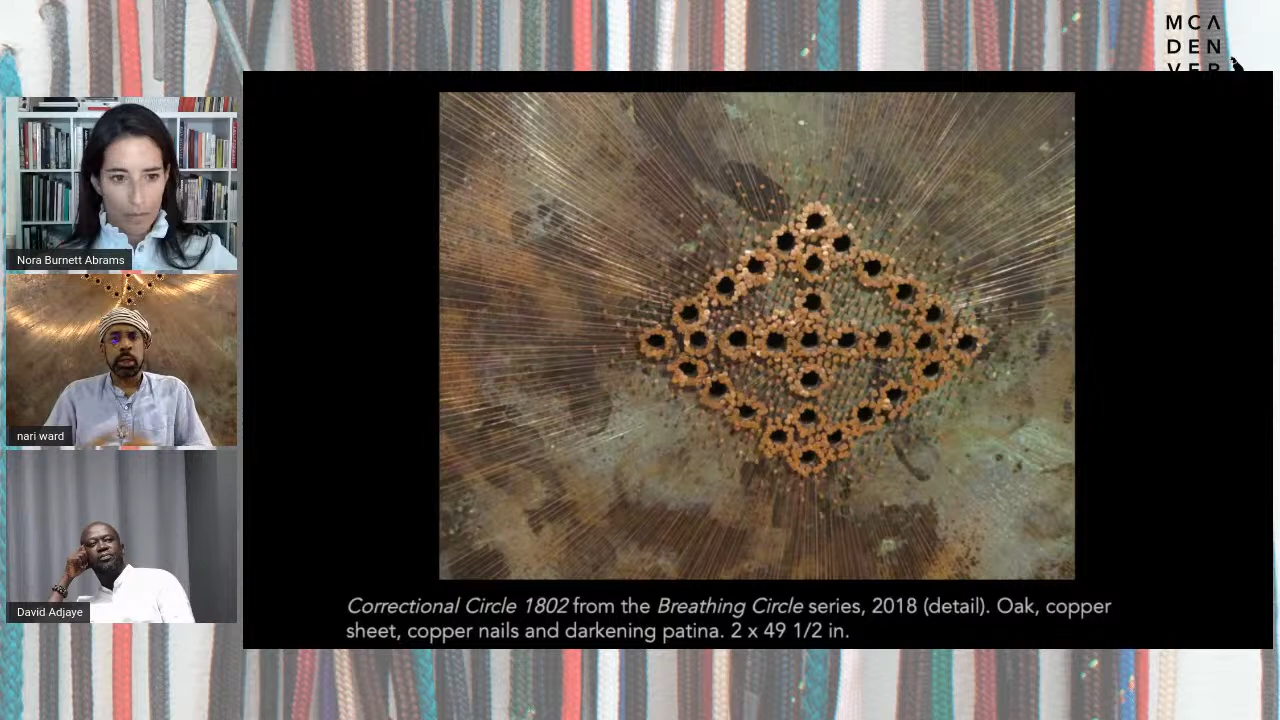 MCA
DEN
VER
Nora Burnett Abrams
nari ward
David Adjaye
Correctional Circle 1802 from the Breathing Circle series, 2018 (detail). Oak, copper
sheet, copper nails and darkening patina. 2 x 49 1/2 in.